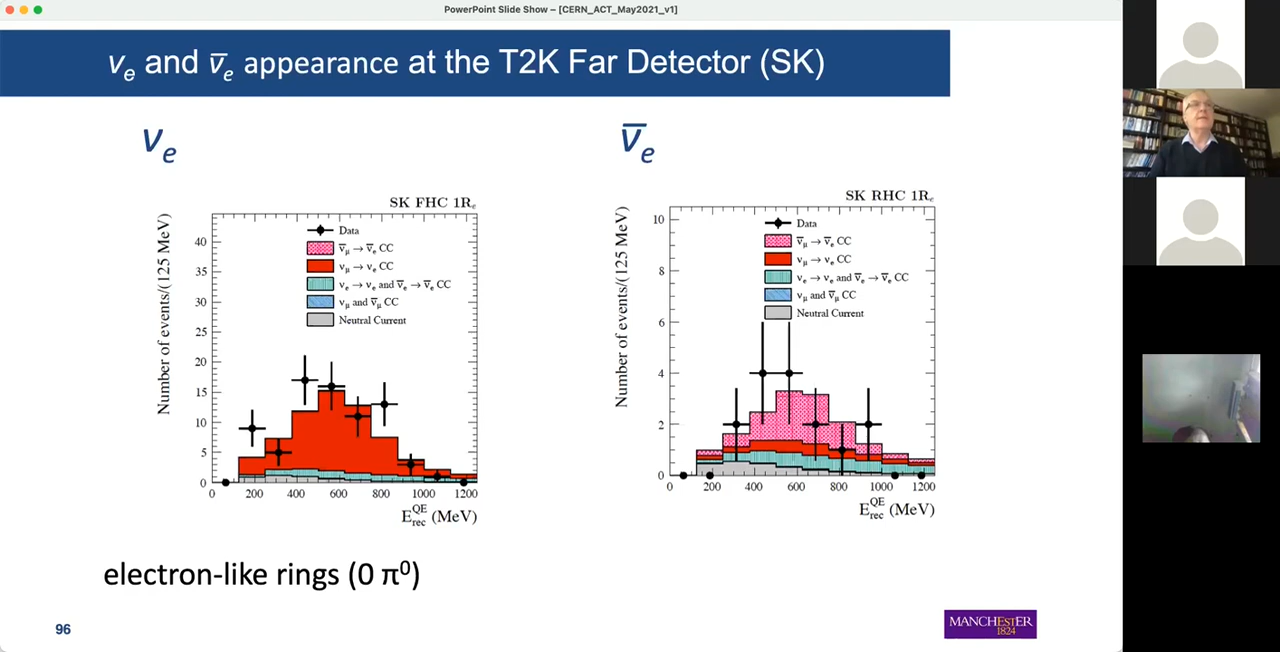 PowerPoint Slide Show – [CERN_ACT_May2021_v1]
νe and ν̅e appearance at the T2K Far Detector (SK)
νe
ν̅e
SK FHC 1Re
Number of events/(125 MeV)
40
35
30
25
20
15
10
5
0
Data
ν̅μ → ν̅e CC
νμ → νe CC
νe → νe and ν̅e → ν̅e CC
νμ and ν̅μ CC
Neutral Current
0 200 400 600 800 1000 1200
E QE rec (MeV)
SK RHC 1Re
Number of events/(125 MeV)
10
8
6
4
2
0
Data
ν̅μ → ν̅e CC
νμ → νe CC
νe → νe and ν̅e → ν̅e CC
νμ and ν̅μ CC
Neutral Current
0 200 400 600 800 1000 1200
E QE rec (MeV)
electron-like rings (0 π⁰)
96
MANCHESTER
1824